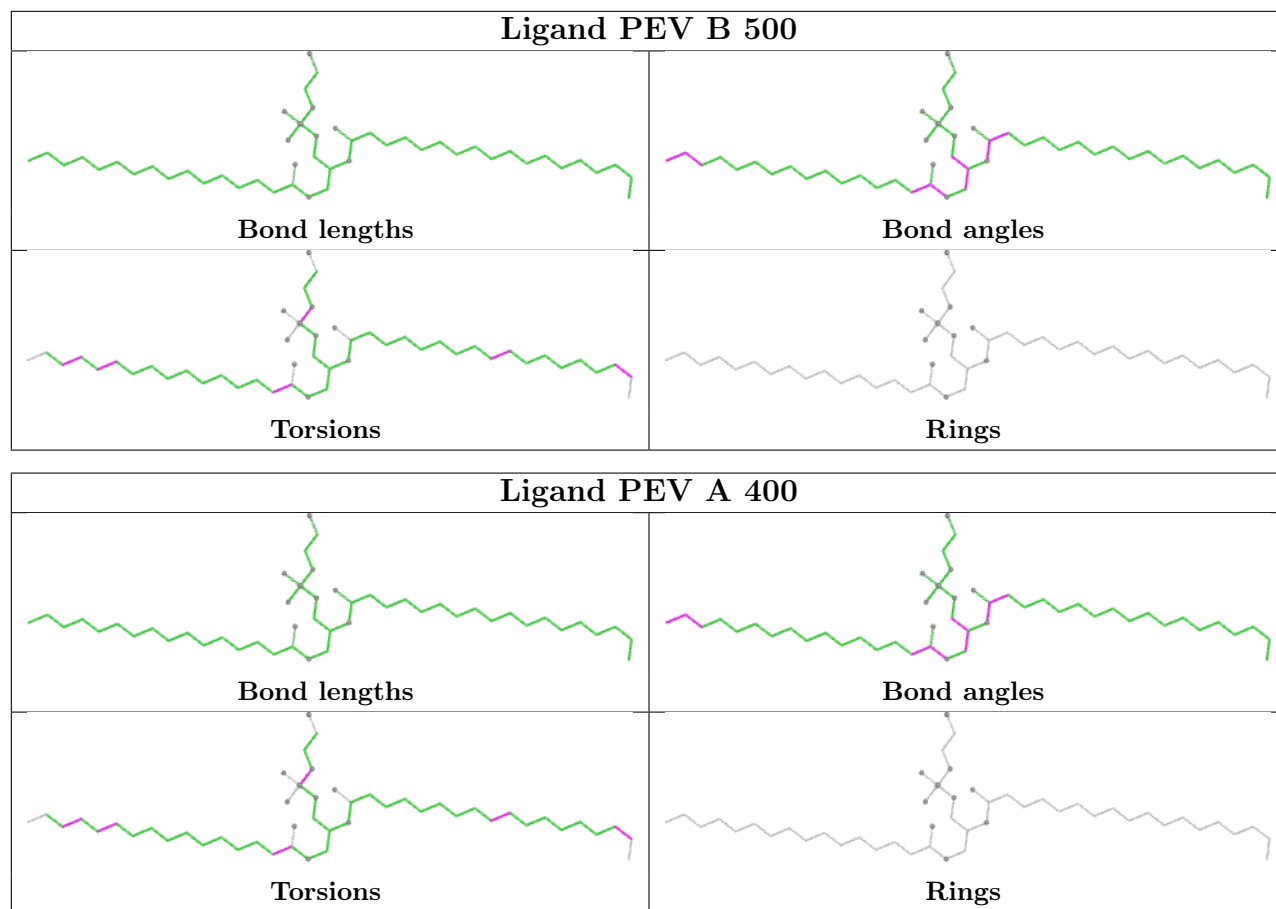 Ligand PEV B 500
Bond lengths
Bond angles
Torsions
Rings
Ligand PEV A 400
Bond lengths
Bond angles
Torsions
Rings